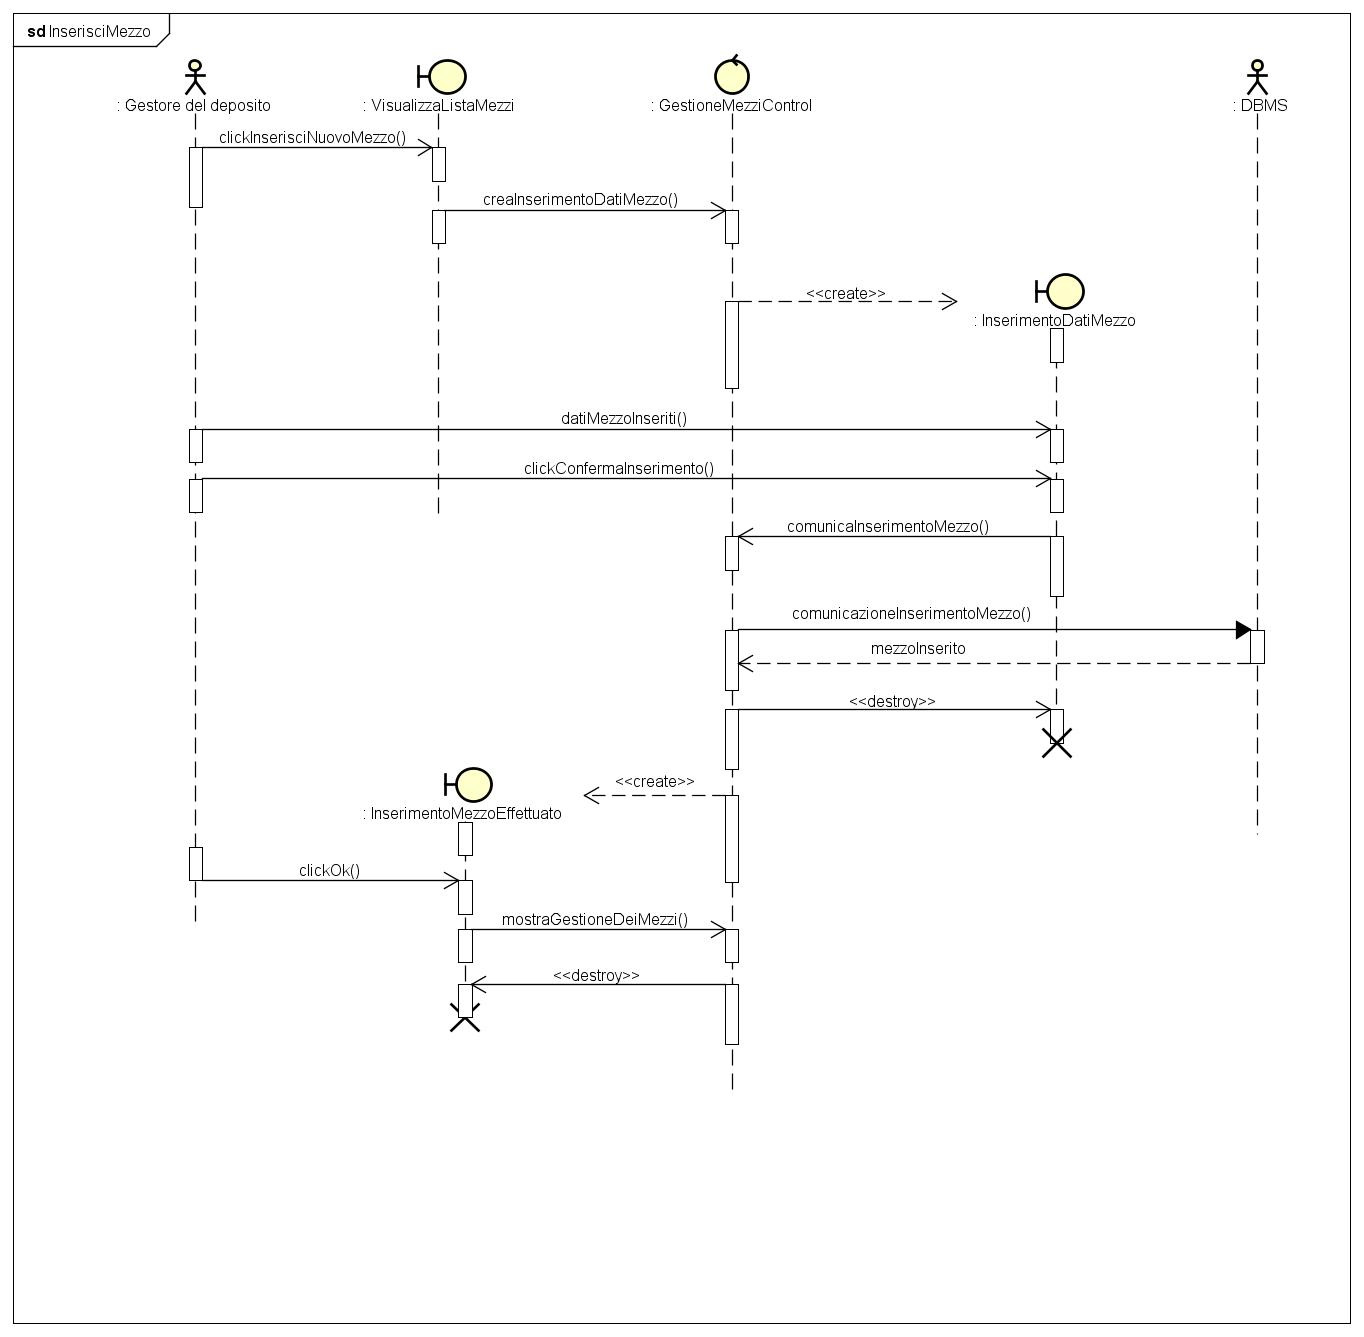 sd InserisciMezzo
: Gestore del deposito
: VisualizzaListaMezzi
: GestioneMezziControl
: DBMS
clickInserisciNuovoMezzo()
creaInserimentoDatiMezzo()
<<create>>
: InserimentoDatiMezzo
datiMezzoInseriti()
clickConfermaInserimento()
comunicaInserimentoMezzo()
comunicazioneInserimentoMezzo()
mezzoInserito
<<destroy>>
<<create>>
: InserimentoMezzoEffettuato
clickOk()
mostraGestioneDeiMezzi()
<<destroy>>